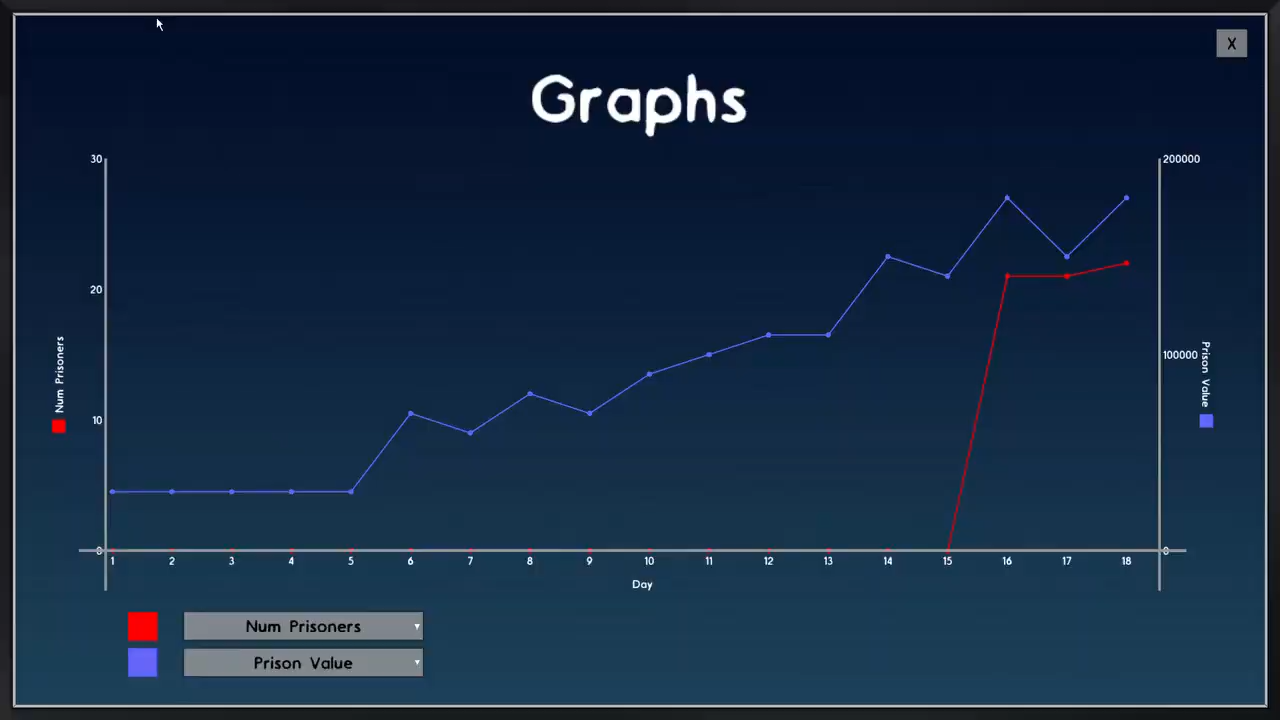 X
Graphs
30
200000
20
Num Prisoners
100000
Prison Value
10
0
0
1 2 3 4 5 6 7 8 9 10 11 12 13 14 15 16 17 18
Day
Num Prisoners
Prison Value